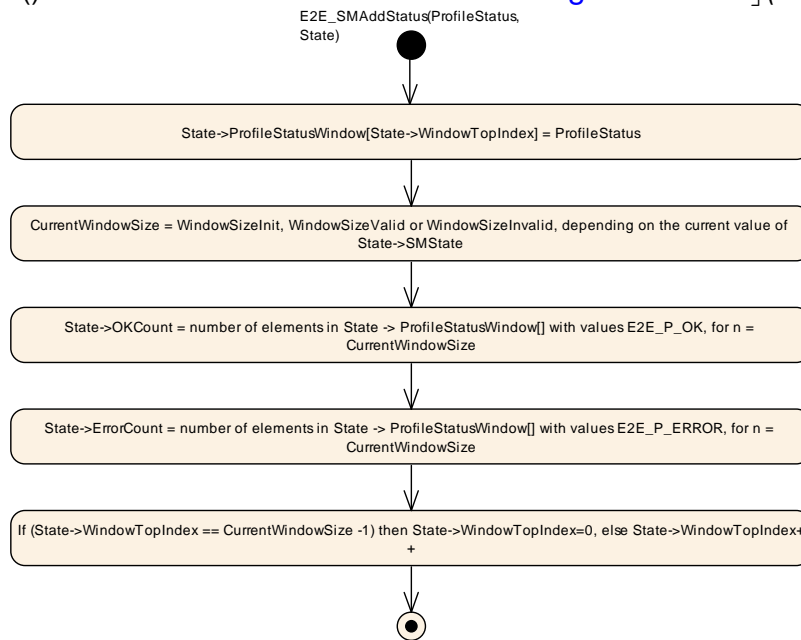 ()
g
](
E2E_SMAddStatus(ProfileStatus,
State)
State->ProfileStatusWindow[State->WindowTopIndex] = ProfileStatus
CurrentWindowSize = WindowSizeInit, WindowSizeValid or WindowSizeInvalid, depending on the current value of
State->SMState
State->OKCount = number of elements in State -> ProfileStatusWindow[] with values E2E_P_OK, for n =
CurrentWindowSize
State->ErrorCount = number of elements in State -> ProfileStatusWindow[] with values E2E_P_ERROR, for n =
CurrentWindowSize
If (State->WindowTopIndex == CurrentWindowSize -1) then State->WindowTopIndex=0, else State->WindowTopIndex+
+